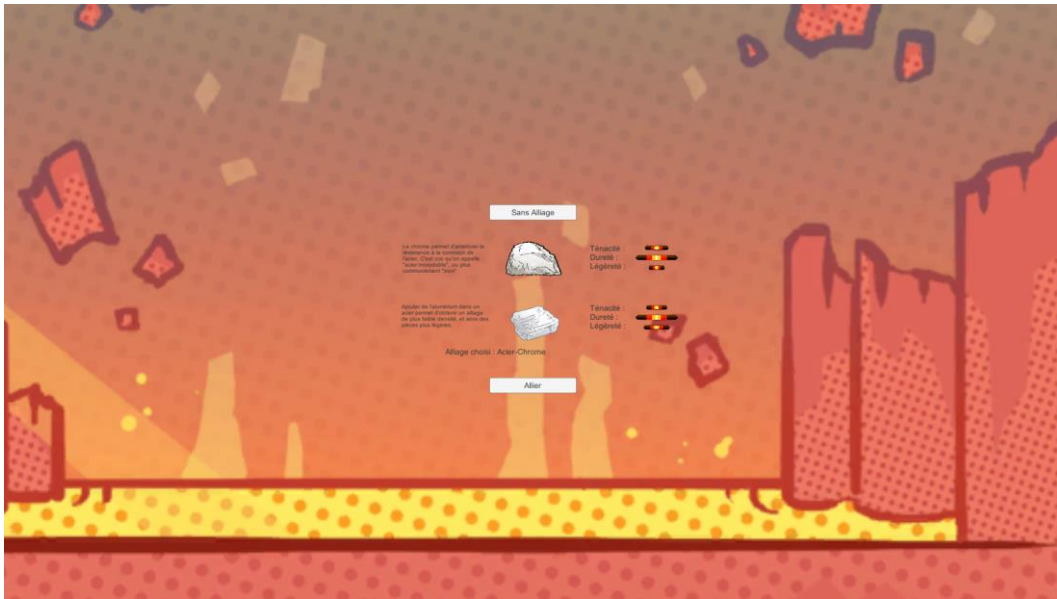 Sans Alliage
Le chrome permet d'améliorer la
résistance à la corrosion de
l'acier. C'est ce qu'on appelle
"acier inoxydable", ou plus
communément "inox"
Ténacité :
Dureté :
Légèreté :
Ajouter de l'aluminium dans un
acier permet d'obtenir un alliage
de plus faible densité, et ainsi des
pièces plus légères.
Ténacité :
Dureté :
Légèreté :
Alliage choisi : Acier-Chrome
Allier